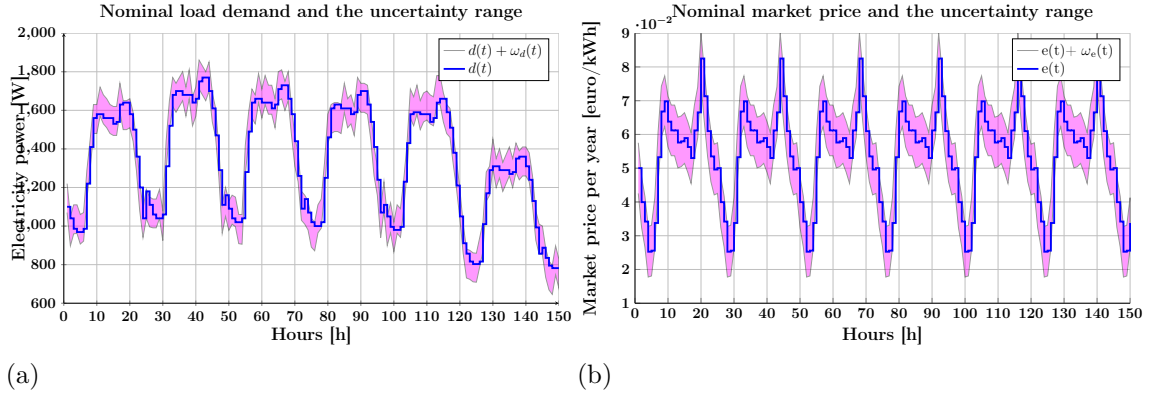 Nominal load demand and the uncertainty range
2,000
1,800
1,600
1,400
1,200
1,000
800
600
Electricity power [W]
d(t) + ω_d(t)
d(t)
0 10 20 30 40 50 60 70 80 90 100 110 120 130 140 150
Hours [h]
(a)
Nominal market price and the uncertainty range
·10⁻²
9
8
7
6
5
4
3
2
1
Market price per year [euro/kWh]
e(t) + ω_e(t)
e(t)
0 10 20 30 40 50 60 70 80 90 100 110 120 130 140 150
Hours [h]
(b)